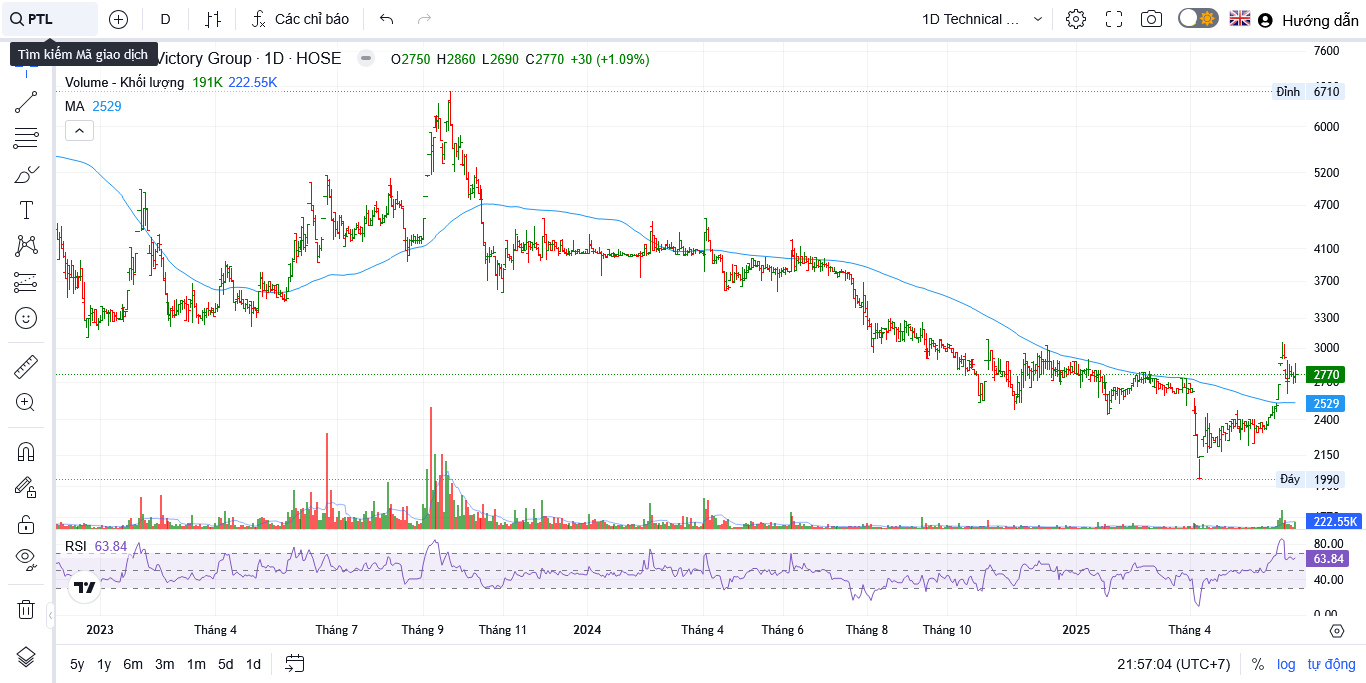 PTL D Các chỉ báo 1D Technical ... Hướng dẫn
Tìm kiếm Mã giao dịch
Victory Group · 1D · HOSE O2750 H2860 L2690 C2770 +30 (+1.09%)
Volume - Khối lượng 191K 222.55K
MA 2529
7600
Đỉnh 6710
6000
5200
4700
4100
3700
3300
3000
2770
2700
2529
2400
2150
Đáy 1990
222.55K
RSI 63.84
80.00
63.84
40.00
0.00
2023 Tháng 4 Tháng 7 Tháng 9 Tháng 11 2024 Tháng 4 Tháng 6 Tháng 8 Tháng 10 2025 Tháng 4
5y 1y 6m 3m 1m 5d 1d 21:57:04 (UTC+7) % log tự động